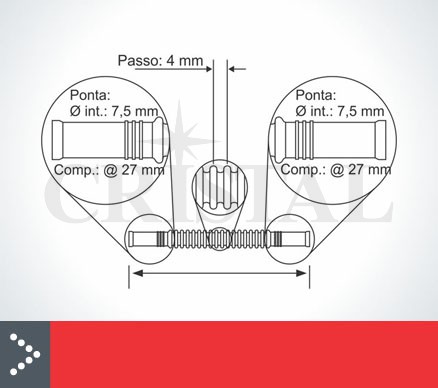 Passo: 4 mm
Ponta:
Ø int.: 7,5 mm
Comp.: @ 27 mm
Ponta:
Ø int.: 7,5 mm
Comp.: @ 27 mm
CRISTAL